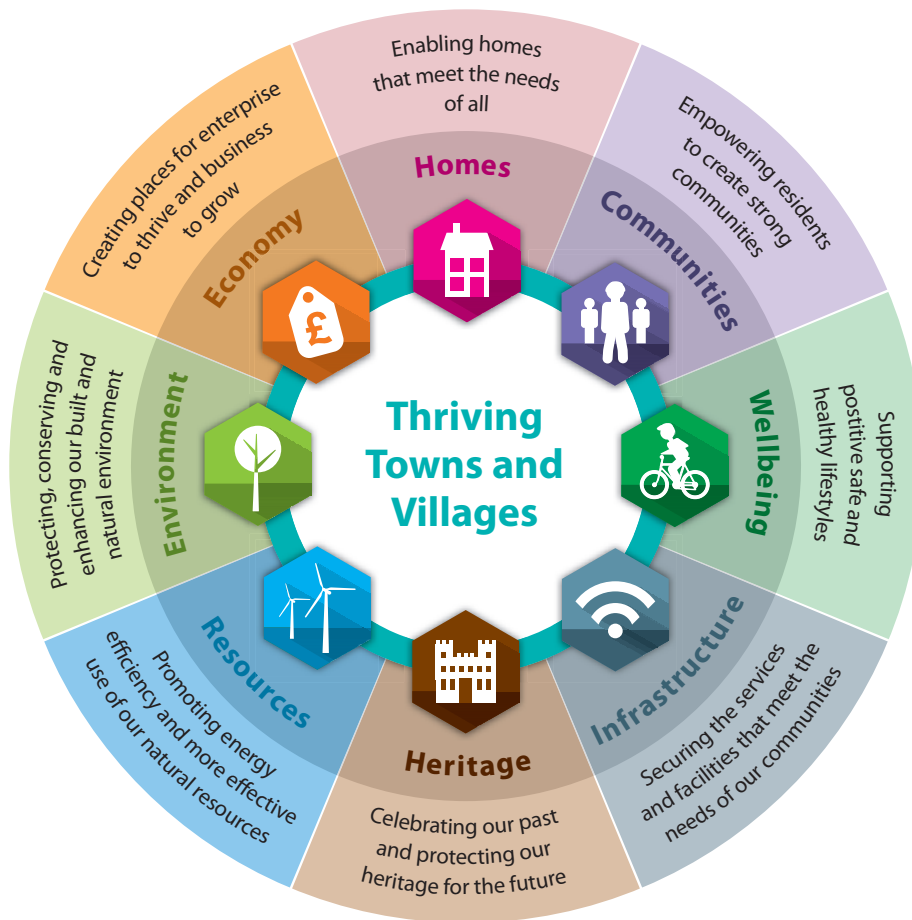 Enabling homes
that meet the needs
of all
Homes
Empowering residents
to create strong
communities
Communities
Supporting
postitive safe and
healthy lifestyles
Wellbeing
Securing the services
and facilities that meet the
needs of our communities
Infrastructure
Celebrating our past
and protecting our
heritage for the future
Heritage
Promoting energy
efficiency and more effective
use of our natural resources
Resources
Protecting, conserving and
enhancing our built and
natural environment
Environment
Creating places for enterprise
to thrive and business
to grow
Economy
£
Thriving
Towns and
Villages